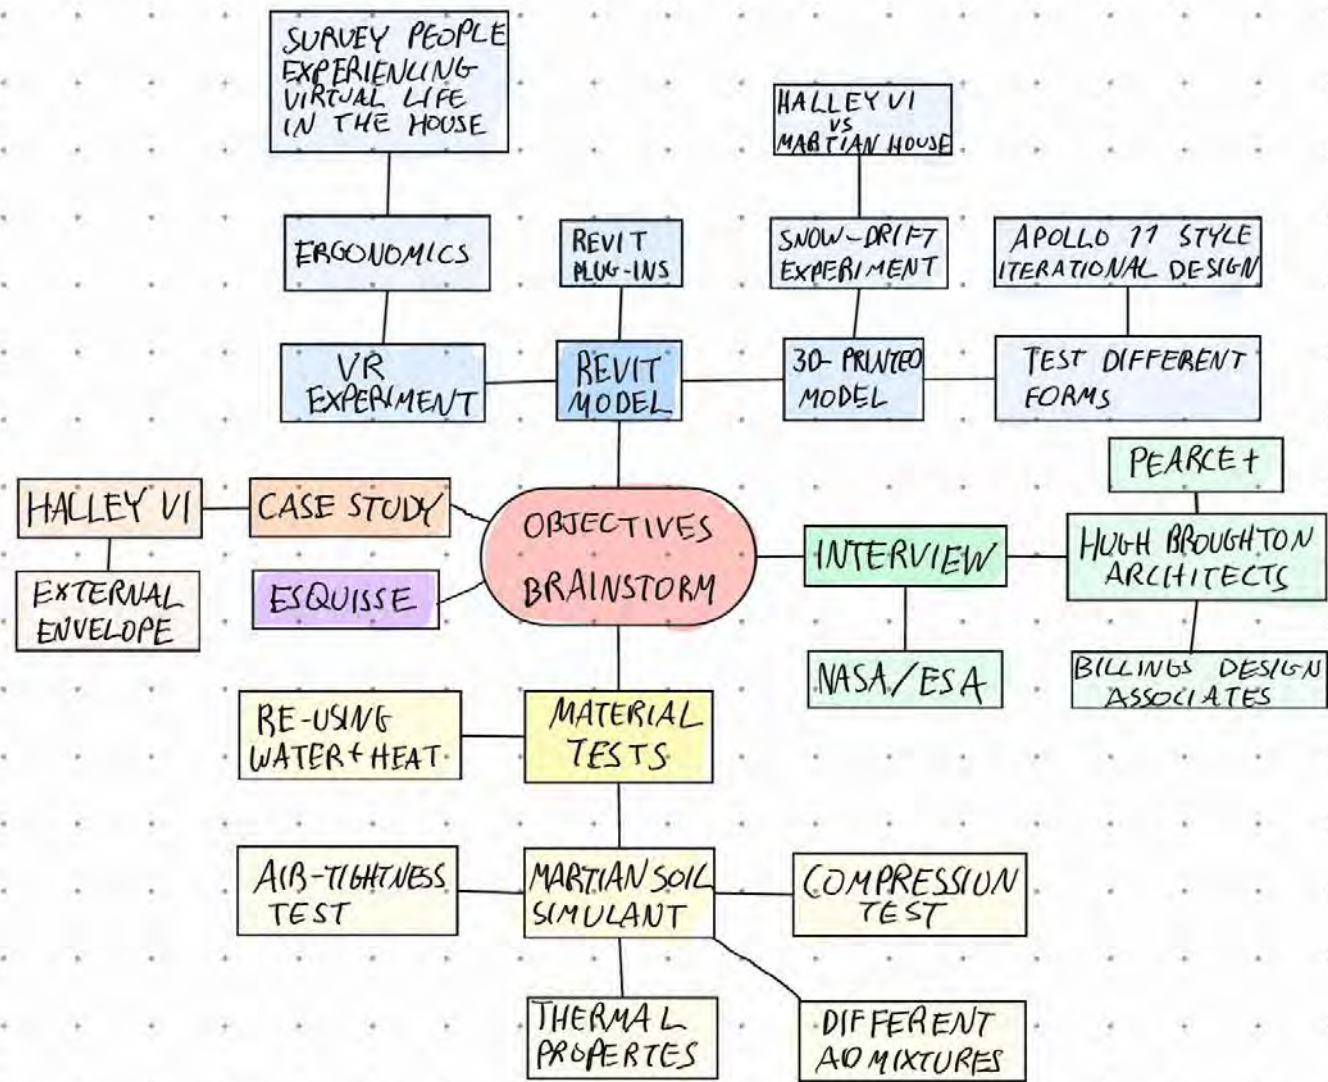 SURVEY PEOPLE
EXPERIENCING
VIRTUAL LIFE
IN THE HOUSE
HALLEY VI
VS
MARTIAN HOUSE
ERGONOMICS
REVIT
PLUG-INS
SNOW-DRIFT
EXPERIMENT
APOLLO 11 STYLE
ITERATIONAL DESIGN
VR
EXPERIMENT
REVIT
MODEL
3D-PRINTED
MODEL
TEST DIFFERENT
FORMS
PEARCE+
HALLEY VI
CASE STUDY
OBJECTIVES
BRAINSTORM
INTERVIEW
HUGH BROUGHTON
ARCHITECTS
EXTERNAL
ENVELOPE
ESQUISSE
NASA/ESA
BILLINGS DESIGN
ASSOCIATES
RE-USING
WATER+HEAT
MATERIAL
TESTS
AIR-TIGHTNESS
TEST
MARTIAN SOIL
SIMULANT
COMPRESSION
TEST
THERMAL
PROPERTES
DIFFERENT
ADMIXTURES